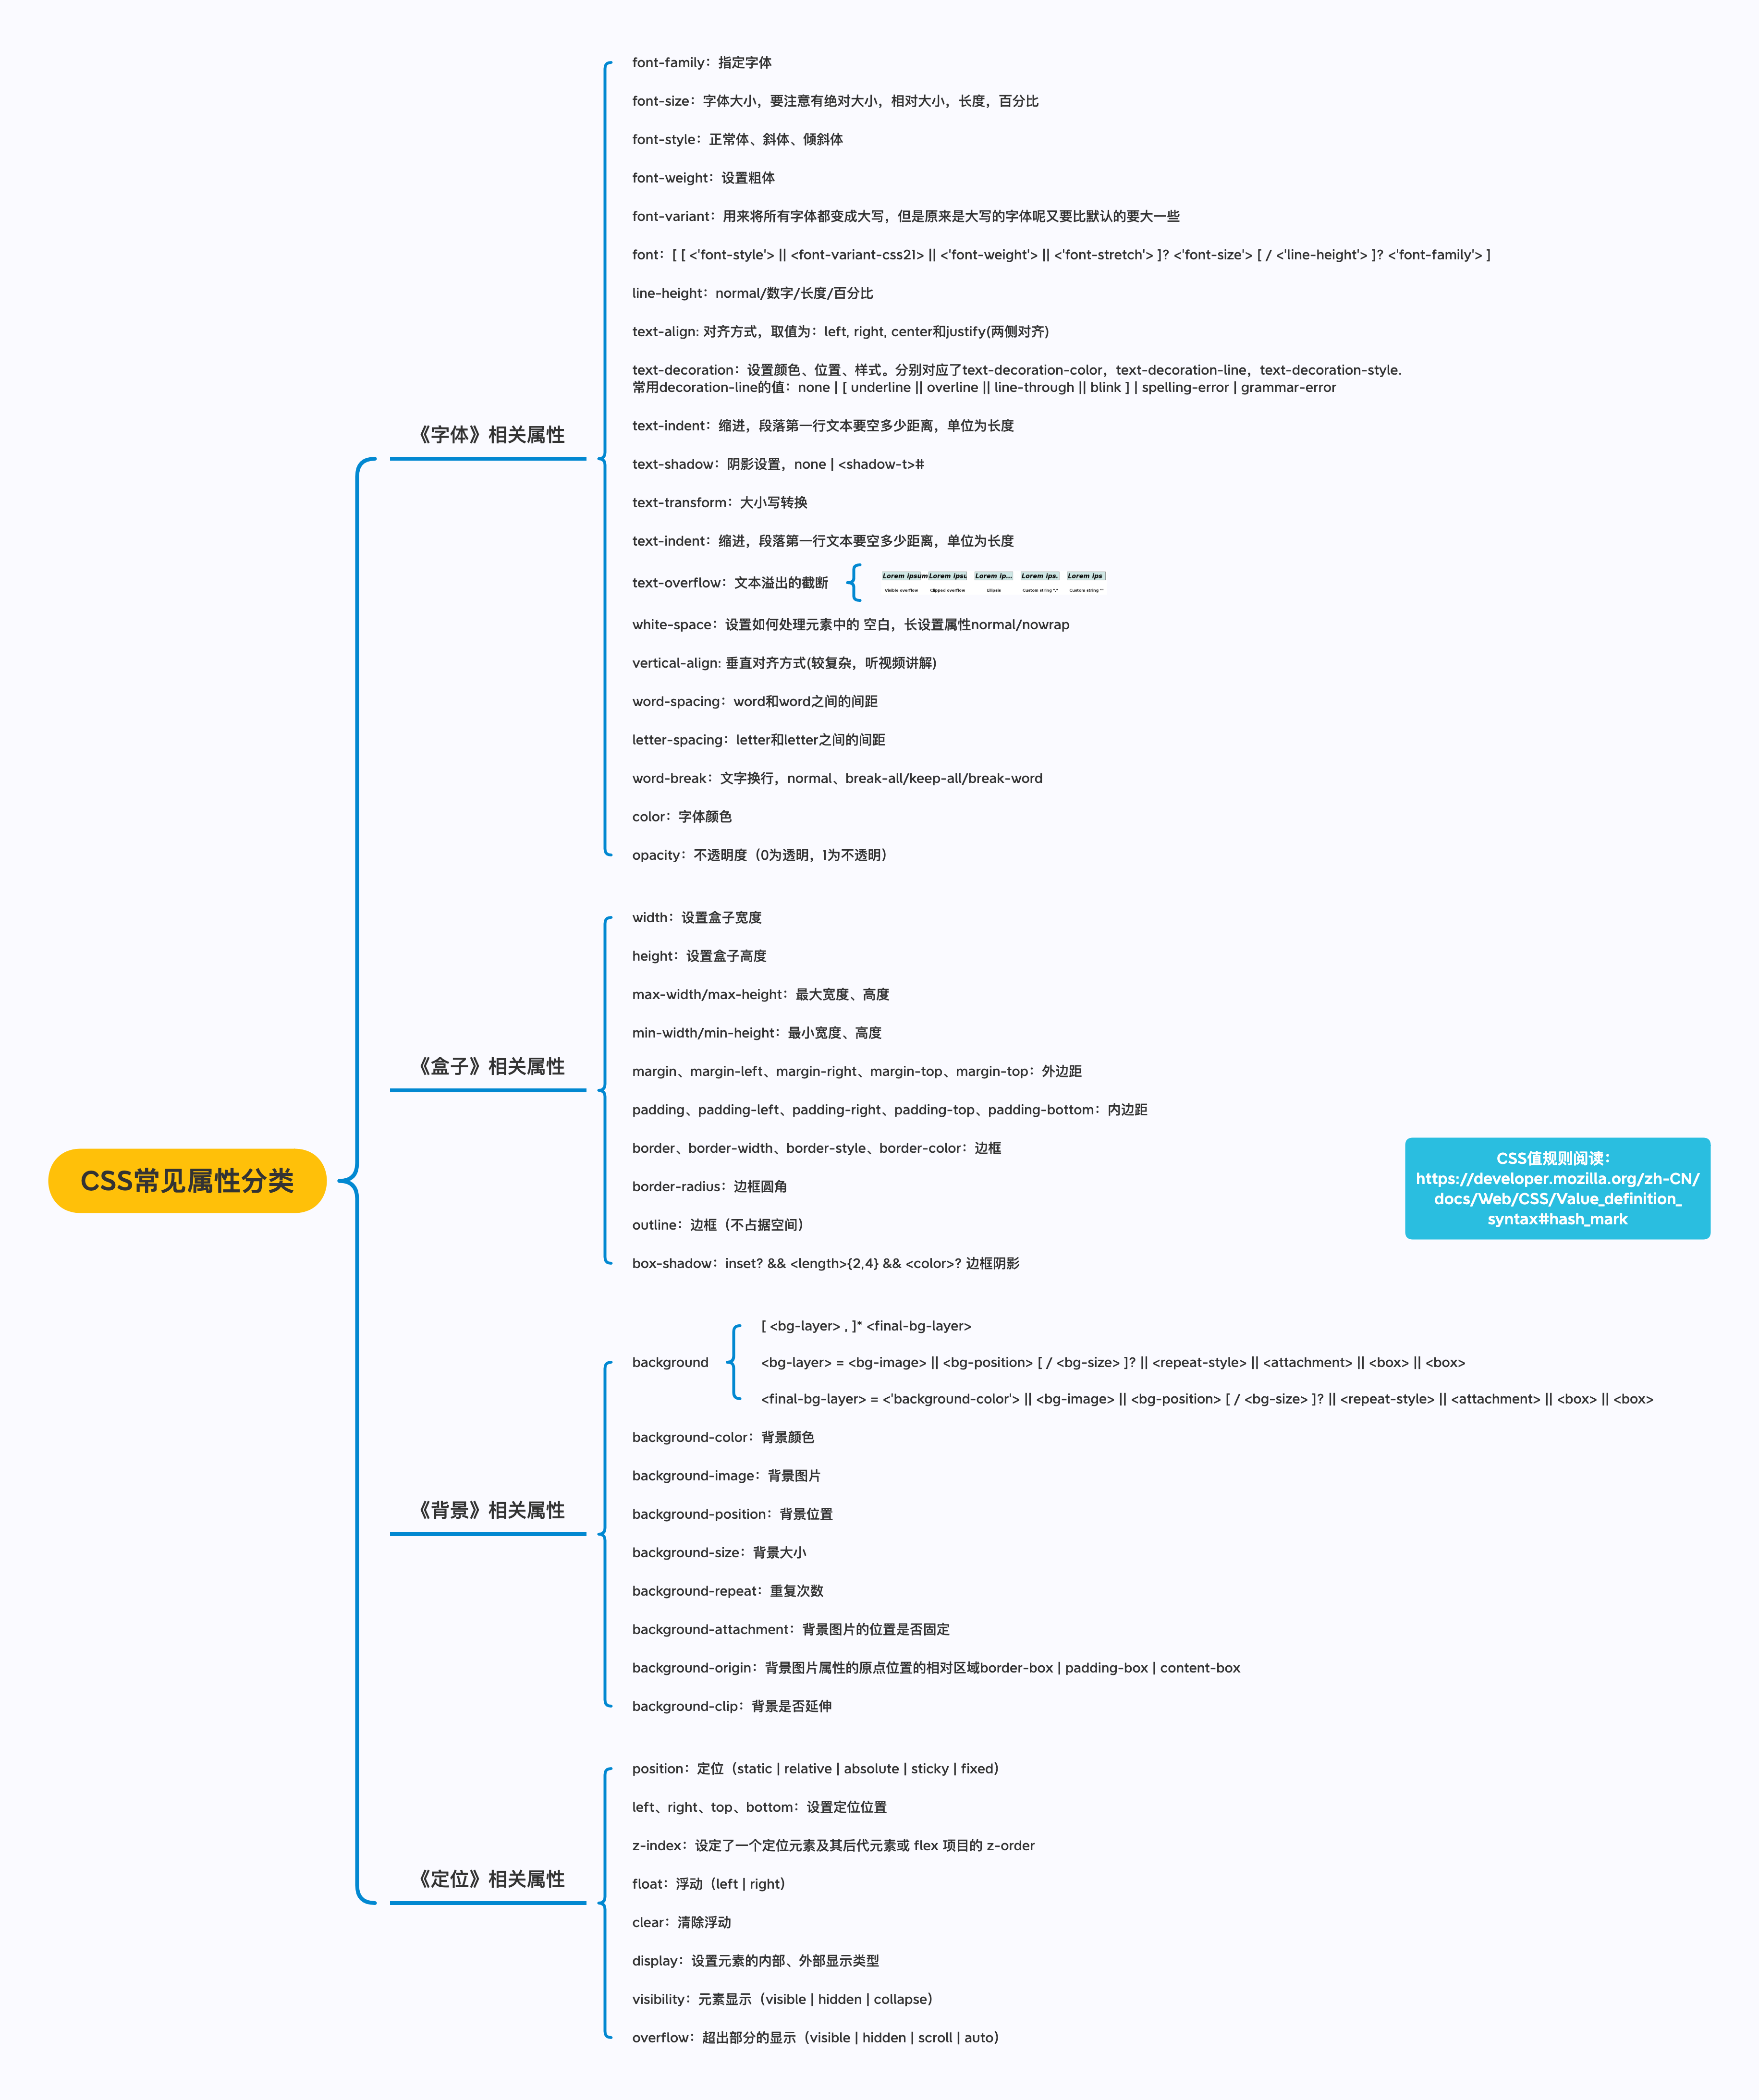 CSS常见属性分类
《字体》相关属性
font-family：指定字体
font-size：字体大小，要注意有绝对大小，相对大小，长度，百分比
font-style：正常体、斜体、倾斜体
font-weight：设置粗体
font-variant：用来将所有字体都变成大写，但是原来是大写的字体呢又要比默认的要大一些
font：[ [ <'font-style'> || <font-variant-css21> || <'font-weight'> || <'font-stretch'> ]? <'font-size'> [ / <'line-height'> ]? <'font-family'> ]
line-height：normal/数字/长度/百分比
text-align: 对齐方式，取值为：left, right, center和justify(两侧对齐)
text-decoration：设置颜色、位置、样式。分别对应了text-decoration-color，text-decoration-line，text-decoration-style.
常用decoration-line的值：none | [ underline || overline || line-through || blink ] | spelling-error | grammar-error
text-indent：缩进，段落第一行文本要空多少距离，单位为长度
text-shadow：阴影设置，none | <shadow-t>#
text-transform：大小写转换
text-indent：缩进，段落第一行文本要空多少距离，单位为长度
text-overflow：文本溢出的截断
Lorem Ipsum Lorem Ipsu Lorem Ip... Lorem Ips. Lorem Ips
Visible overflow Clipped overflow Ellipsis Custom string "." Custom string ""
white-space：设置如何处理元素中的 空白，长设置属性normal/nowrap
vertical-align: 垂直对齐方式(较复杂，听视频讲解)
word-spacing：word和word之间的间距
letter-spacing：letter和letter之间的间距
word-break：文字换行，normal、break-all/keep-all/break-word
color：字体颜色
opacity：不透明度（0为透明，1为不透明）
《盒子》相关属性
width：设置盒子宽度
height：设置盒子高度
max-width/max-height：最大宽度、高度
min-width/min-height：最小宽度、高度
margin、margin-left、margin-right、margin-top、margin-top：外边距
padding、padding-left、padding-right、padding-top、padding-bottom：内边距
border、border-width、border-style、border-color：边框
border-radius：边框圆角
outline：边框（不占据空间）
box-shadow：inset? && <length>{2,4} && <color>? 边框阴影
CSS值规则阅读：
https://developer.mozilla.org/zh-CN/
docs/Web/CSS/Value_definition_
syntax#hash_mark
《背景》相关属性
background
[ <bg-layer> , ]* <final-bg-layer>
<bg-layer> = <bg-image> || <bg-position> [ / <bg-size> ]? || <repeat-style> || <attachment> || <box> || <box>
<final-bg-layer> = <'background-color'> || <bg-image> || <bg-position> [ / <bg-size> ]? || <repeat-style> || <attachment> || <box> || <box>
background-color：背景颜色
background-image：背景图片
background-position：背景位置
background-size：背景大小
background-repeat：重复次数
background-attachment：背景图片的位置是否固定
background-origin：背景图片属性的原点位置的相对区域border-box | padding-box | content-box
background-clip：背景是否延伸
《定位》相关属性
position：定位（static | relative | absolute | sticky | fixed）
left、right、top、bottom：设置定位位置
z-index：设定了一个定位元素及其后代元素或 flex 项目的 z-order
float：浮动（left | right）
clear：清除浮动
display：设置元素的内部、外部显示类型
visibility：元素显示（visible | hidden | collapse）
overflow：超出部分的显示（visible | hidden | scroll | auto）